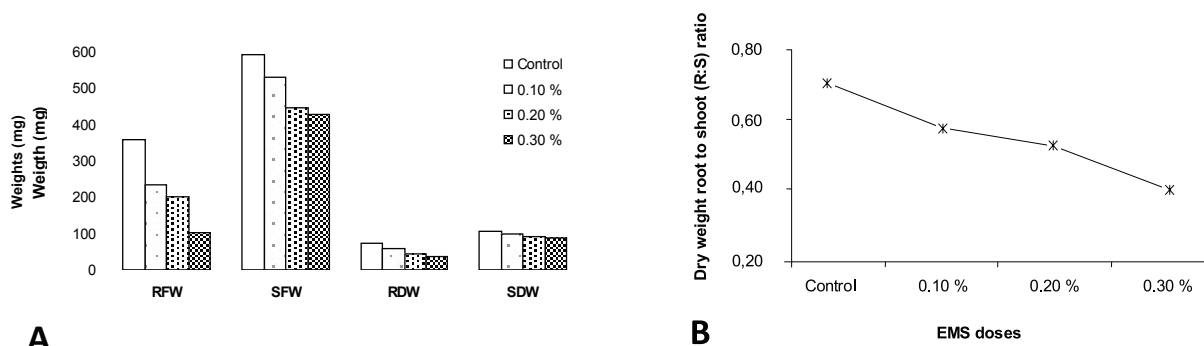 600
500
400
300
200
100
0
Weights (mg)
Weigth (mg)
Control
0.10 %
0.20 %
0.30 %
RFW SFW RDW SDW
A
0,80
0,60
0,40
0,20
Dry weight root to shoot (R:S) ratio
Control 0.10 % 0.20 % 0.30 %
EMS doses
B